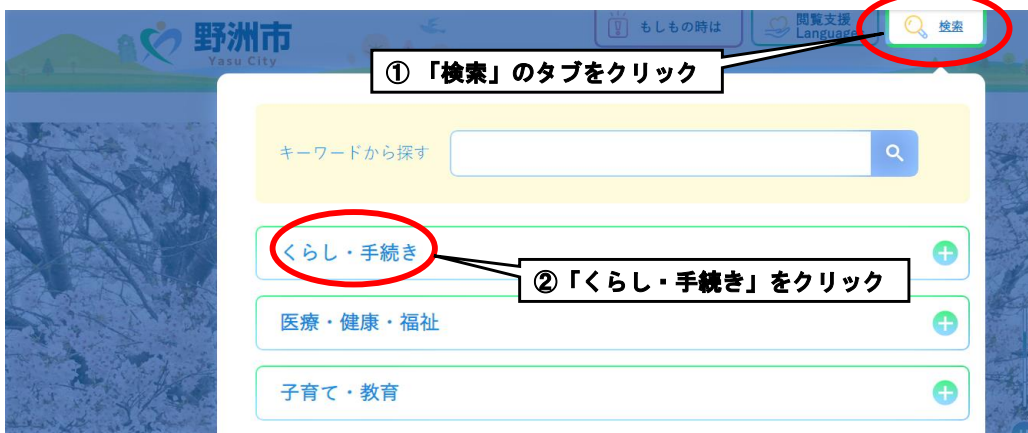 野洲市
Yasu City
もしもの時は
閲覧支援
Language
検索
① 「検索」のタブをクリック
キーワードから探す
くらし・手続き
②「くらし・手続き」をクリック
医療・健康・福祉
子育て・教育